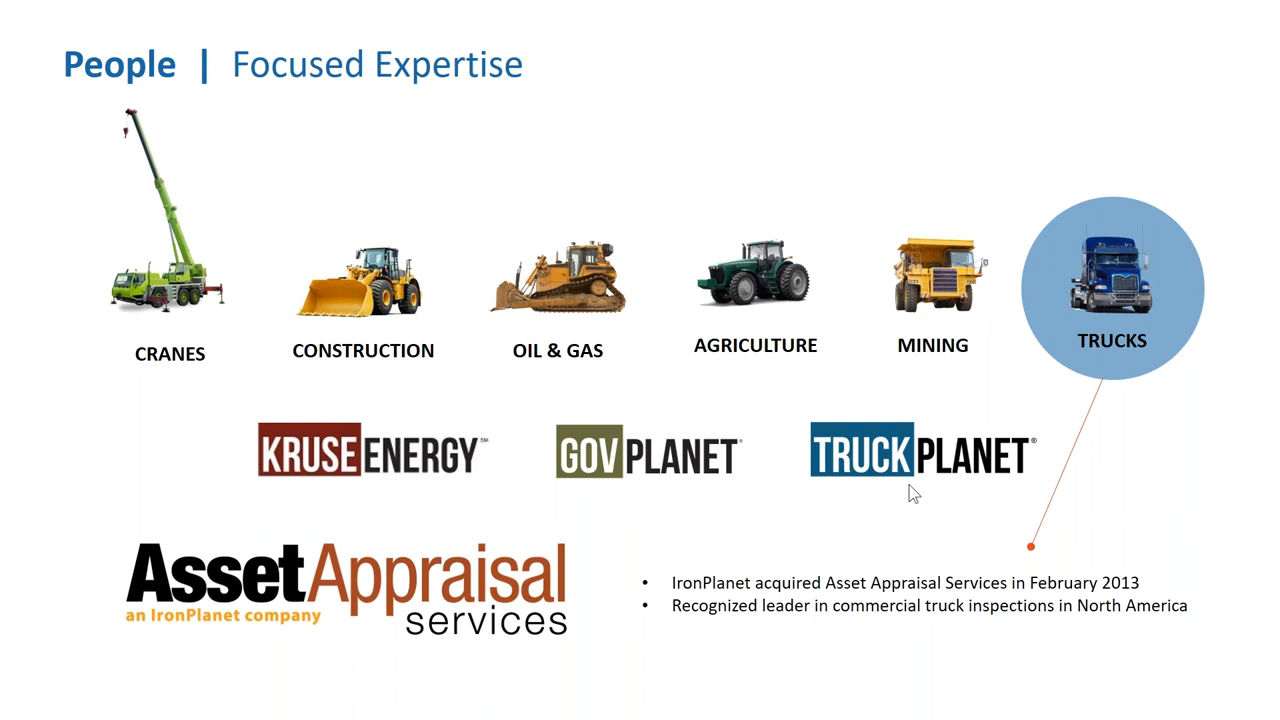 People | Focused Expertise
CRANES
CONSTRUCTION
OIL & GAS
AGRICULTURE
MINING
TRUCKS
KRUSEENERGY℠
GOVPLANET®
TRUCKPLANET®
AssetAppraisal
an IronPlanet company
services
• IronPlanet acquired Asset Appraisal Services in February 2013
• Recognized leader in commercial truck inspections in North America